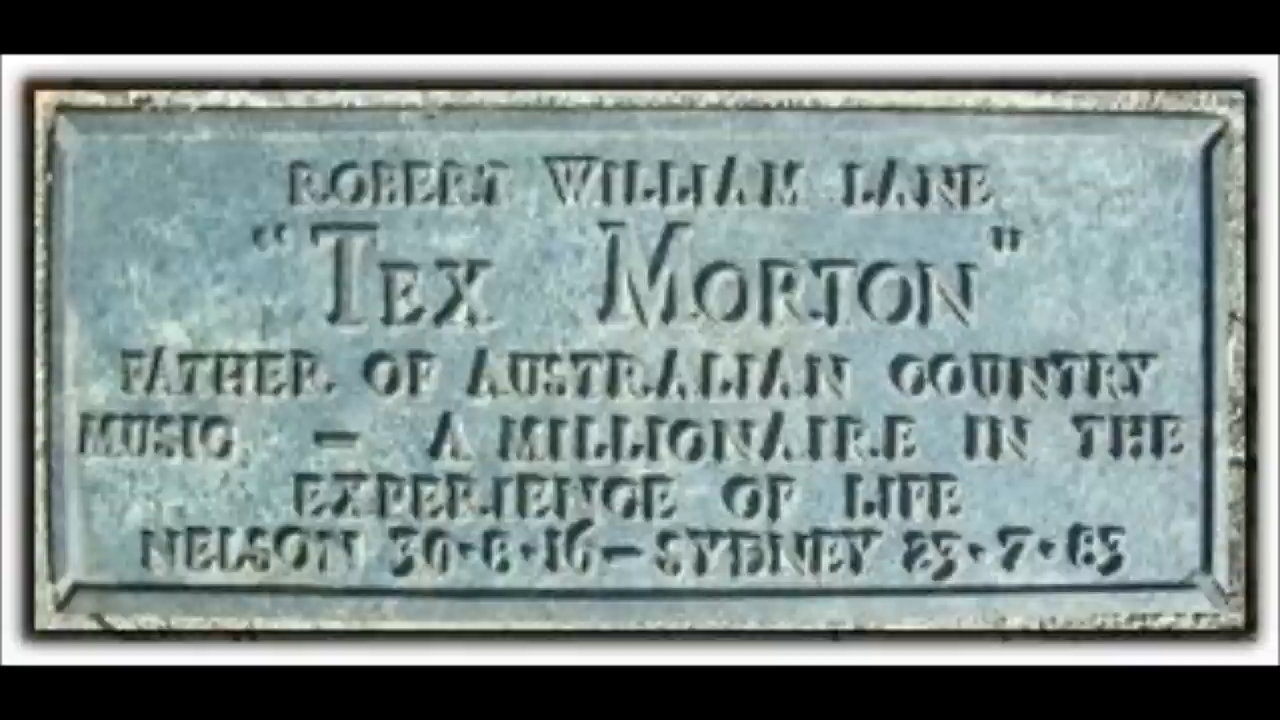 ROBERT WILLIAM LANE
"TEX MORTON"
FATHER OF AUSTRALIAN COUNTRY
MUSIC — A MILLIONAIRE IN THE
EXPERIENCE OF LIFE
NELSON 30·8·16 — SYDNEY 23·7·83